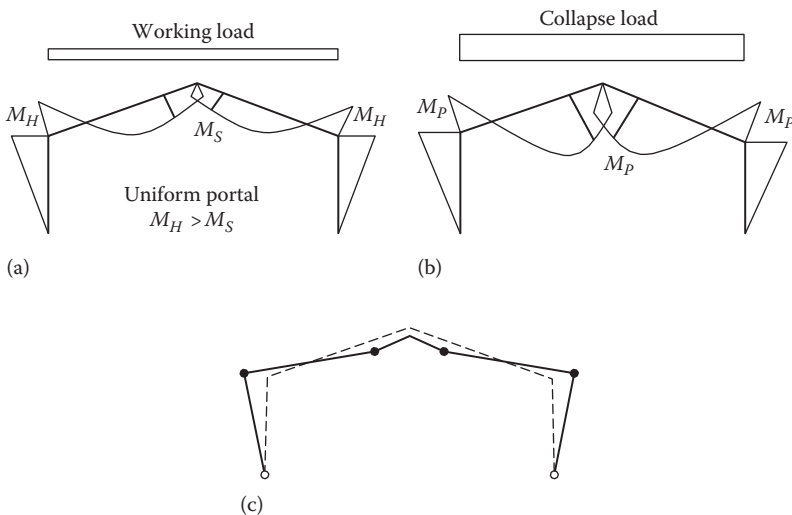 Working load
M_H
M_H
M_S
Uniform portal
M_H > M_S
(a)
Collapse load
M_P
M_P
M_P
(b)
(c)